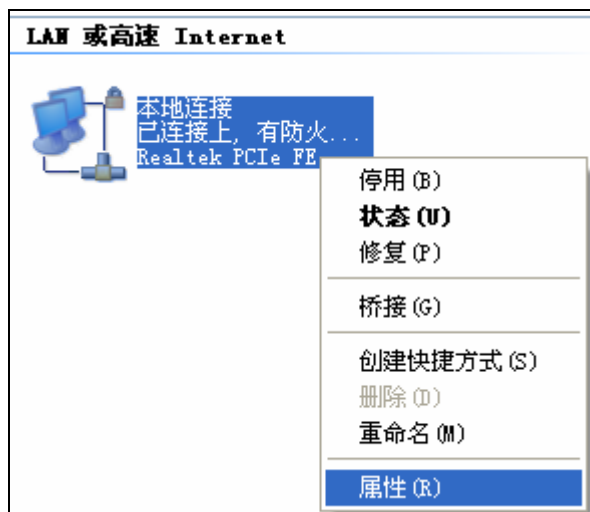 LAN 或高速 Internet
本地连接
已连接上, 有防火...
Realtek PCIe FE
停用(B)
状态(U)
修复(P)
桥接(G)
创建快捷方式(S)
删除(D)
重命名(M)
属性(R)